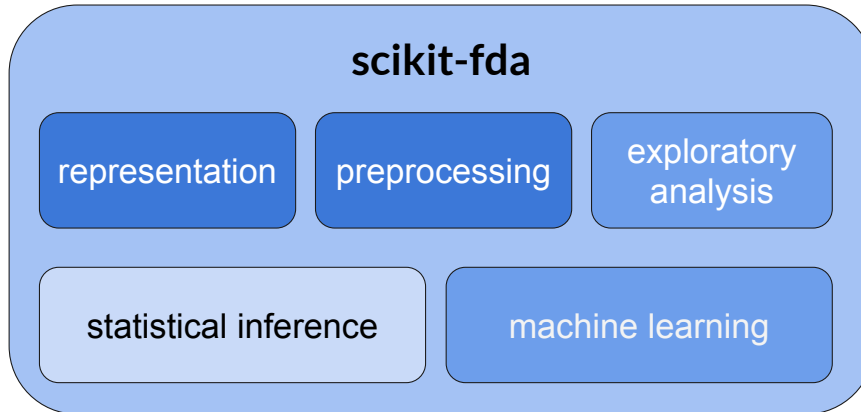 scikit-fda
representation
preprocessing
exploratory
analysis
statistical inference
machine learning